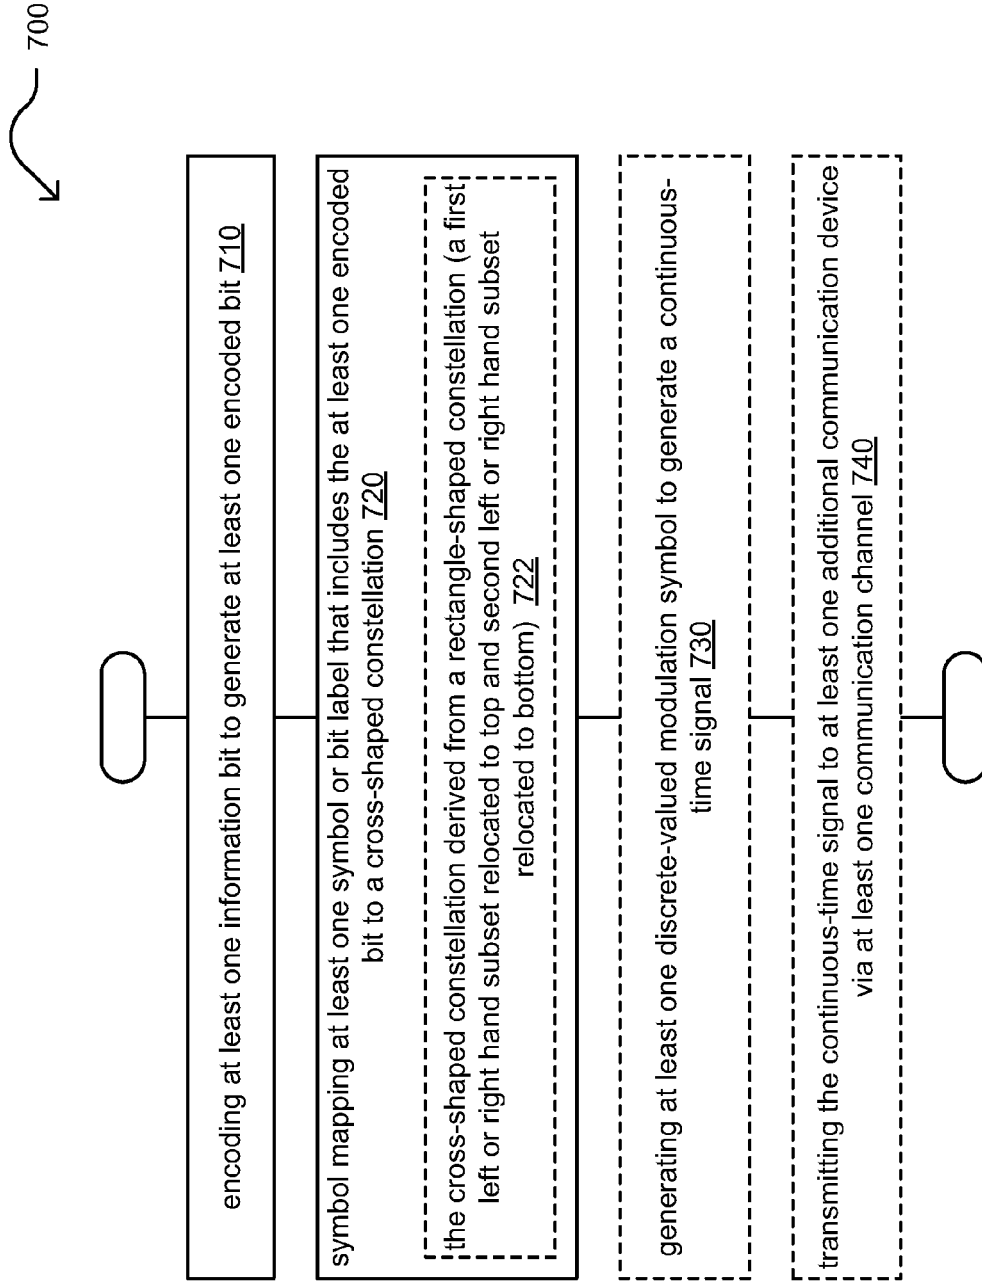 700
encoding at least one information bit to generate at least one encoded bit 710
symbol mapping at least one symbol or bit label that includes the at least one encoded
bit to a cross-shaped constellation 720
the cross-shaped constellation derived from a rectangle-shaped constellation (a first
left or right hand subset relocated to top and second left or right hand subset
relocated to bottom) 722
generating at least one discrete-valued modulation symbol to generate a continuous-
time signal 730
transmitting the continuous-time signal to at least one additional communication device
via at least one communication channel 740